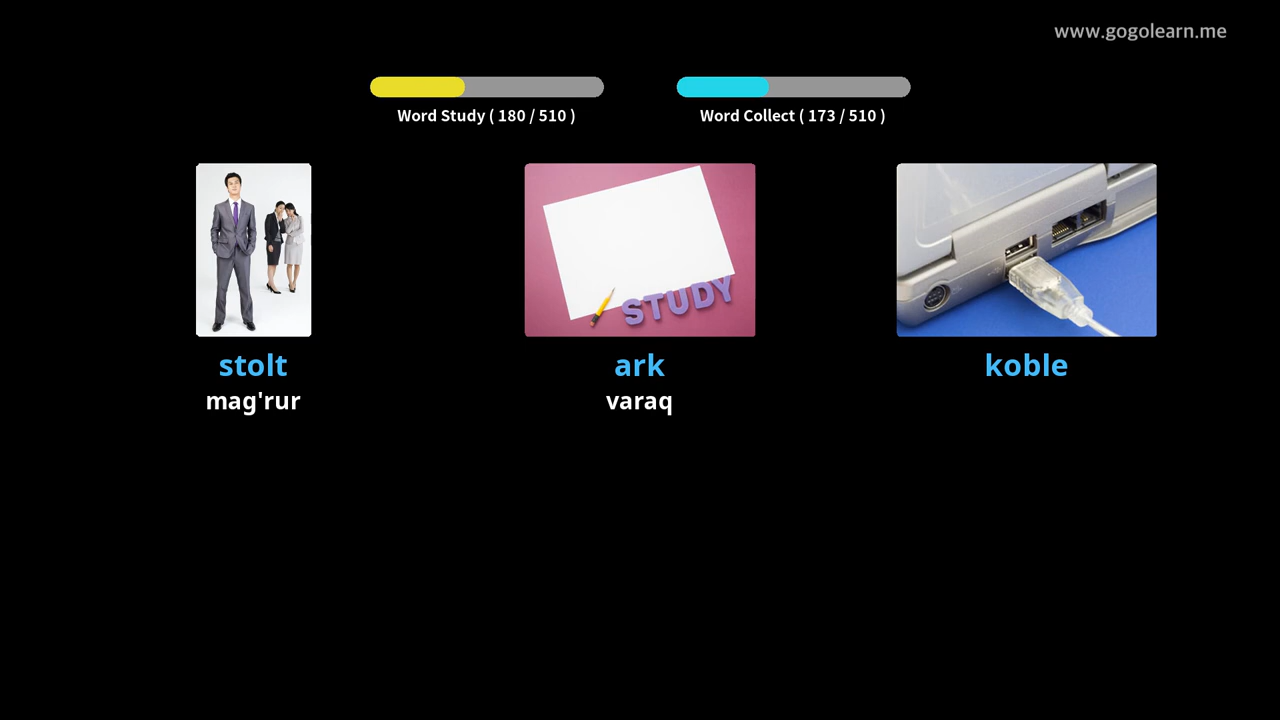 www.gogolearn.me
Word Study ( 180 / 510 )
Word Collect ( 173 / 510 )
STUDY
stolt
ark
koble
mag'rur
varaq